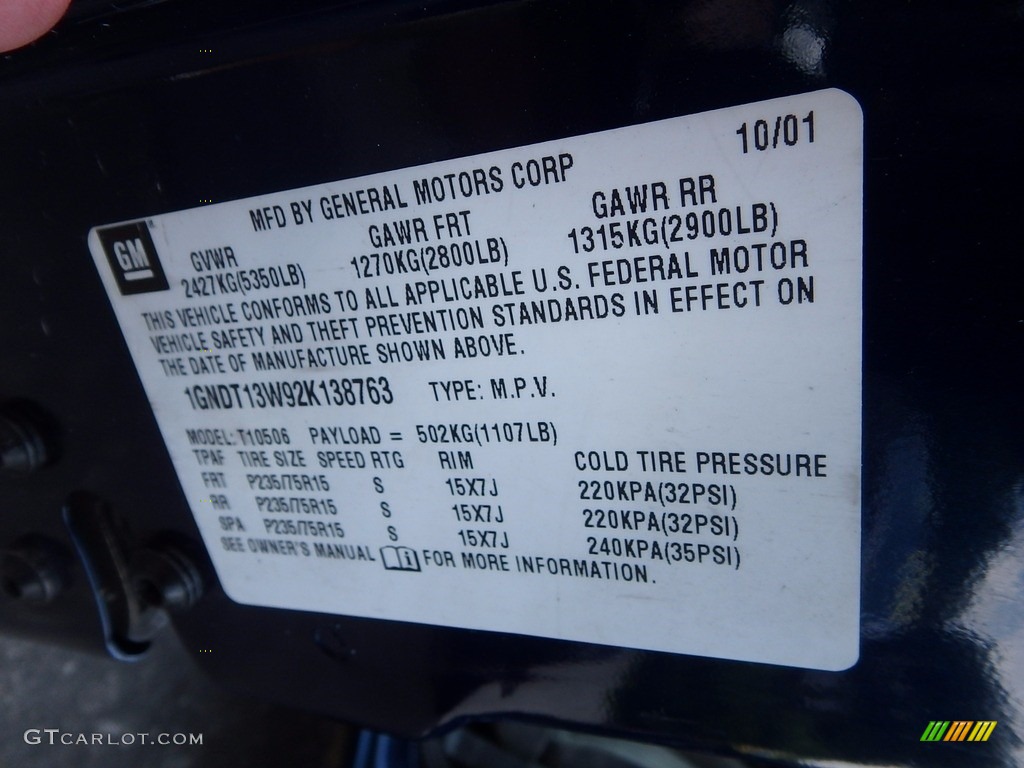 10/01
MFD BY GENERAL MOTORS CORP
GM
GVWR GAWR FRT GAWR RR
2427KG(5350LB) 1270KG(2800LB) 1315KG(2900LB)
THIS VEHICLE CONFORMS TO ALL APPLICABLE U.S. FEDERAL MOTOR
VEHICLE SAFETY AND THEFT PREVENTION STANDARDS IN EFFECT ON
THE DATE OF MANUFACTURE SHOWN ABOVE.
1GNDT13W92K138763 TYPE: M.P.V.
MODEL: T10506 PAYLOAD = 502KG(1107LB)
TPAF TIRE SIZE SPEED RTG RIM COLD TIRE PRESSURE
FRT P235/75R15 S 15X7J 220KPA(32PSI)
RR P235/75R15 S 15X7J 220KPA(32PSI)
SPA P235/75R15 S 15X7J 240KPA(35PSI)
SEE OWNER'S MANUAL FOR MORE INFORMATION.
GTCARLOT.COM